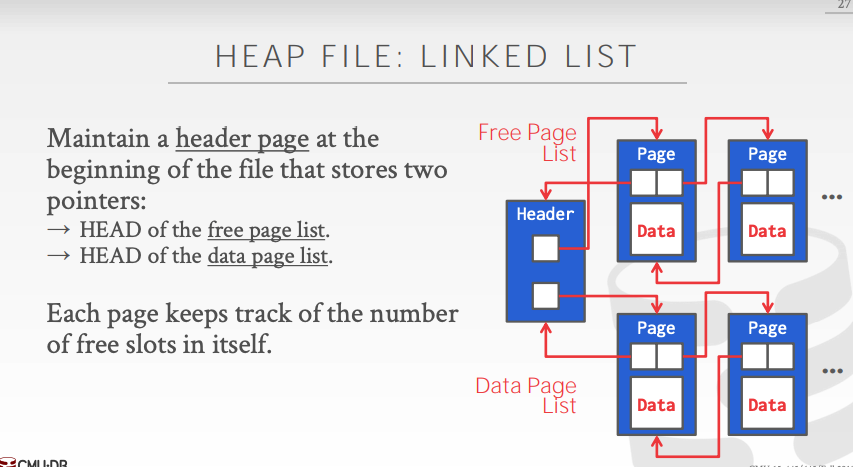 27
HEAP FILE: LINKED LIST
Maintain a header page at the
beginning of the file that stores two
pointers:
→ HEAD of the free page list.
→ HEAD of the data page list.
Each page keeps track of the number
of free slots in itself.
Free Page
List
Page
Page
Header
Data
Data
...
Page
Page
Data Page
List
Data
Data
...
CMU·DB